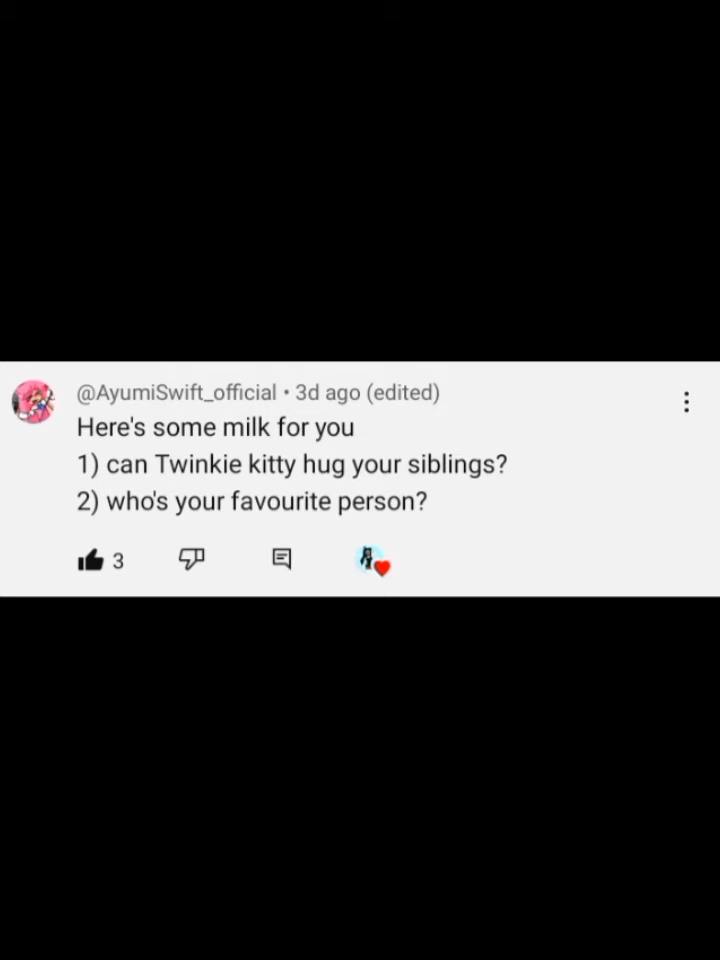 @AyumiSwift_official • 3d ago (edited)
Here's some milk for you
1) can Twinkie kitty hug your siblings?
2) who's your favourite person?
3